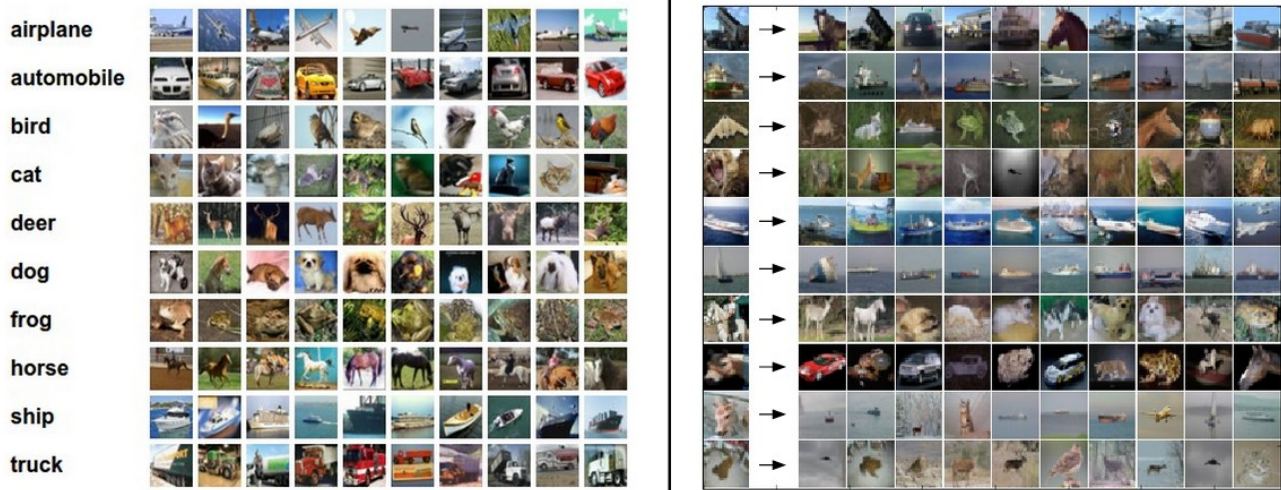 airplane
automobile
bird
cat
deer
dog
frog
horse
ship
truck